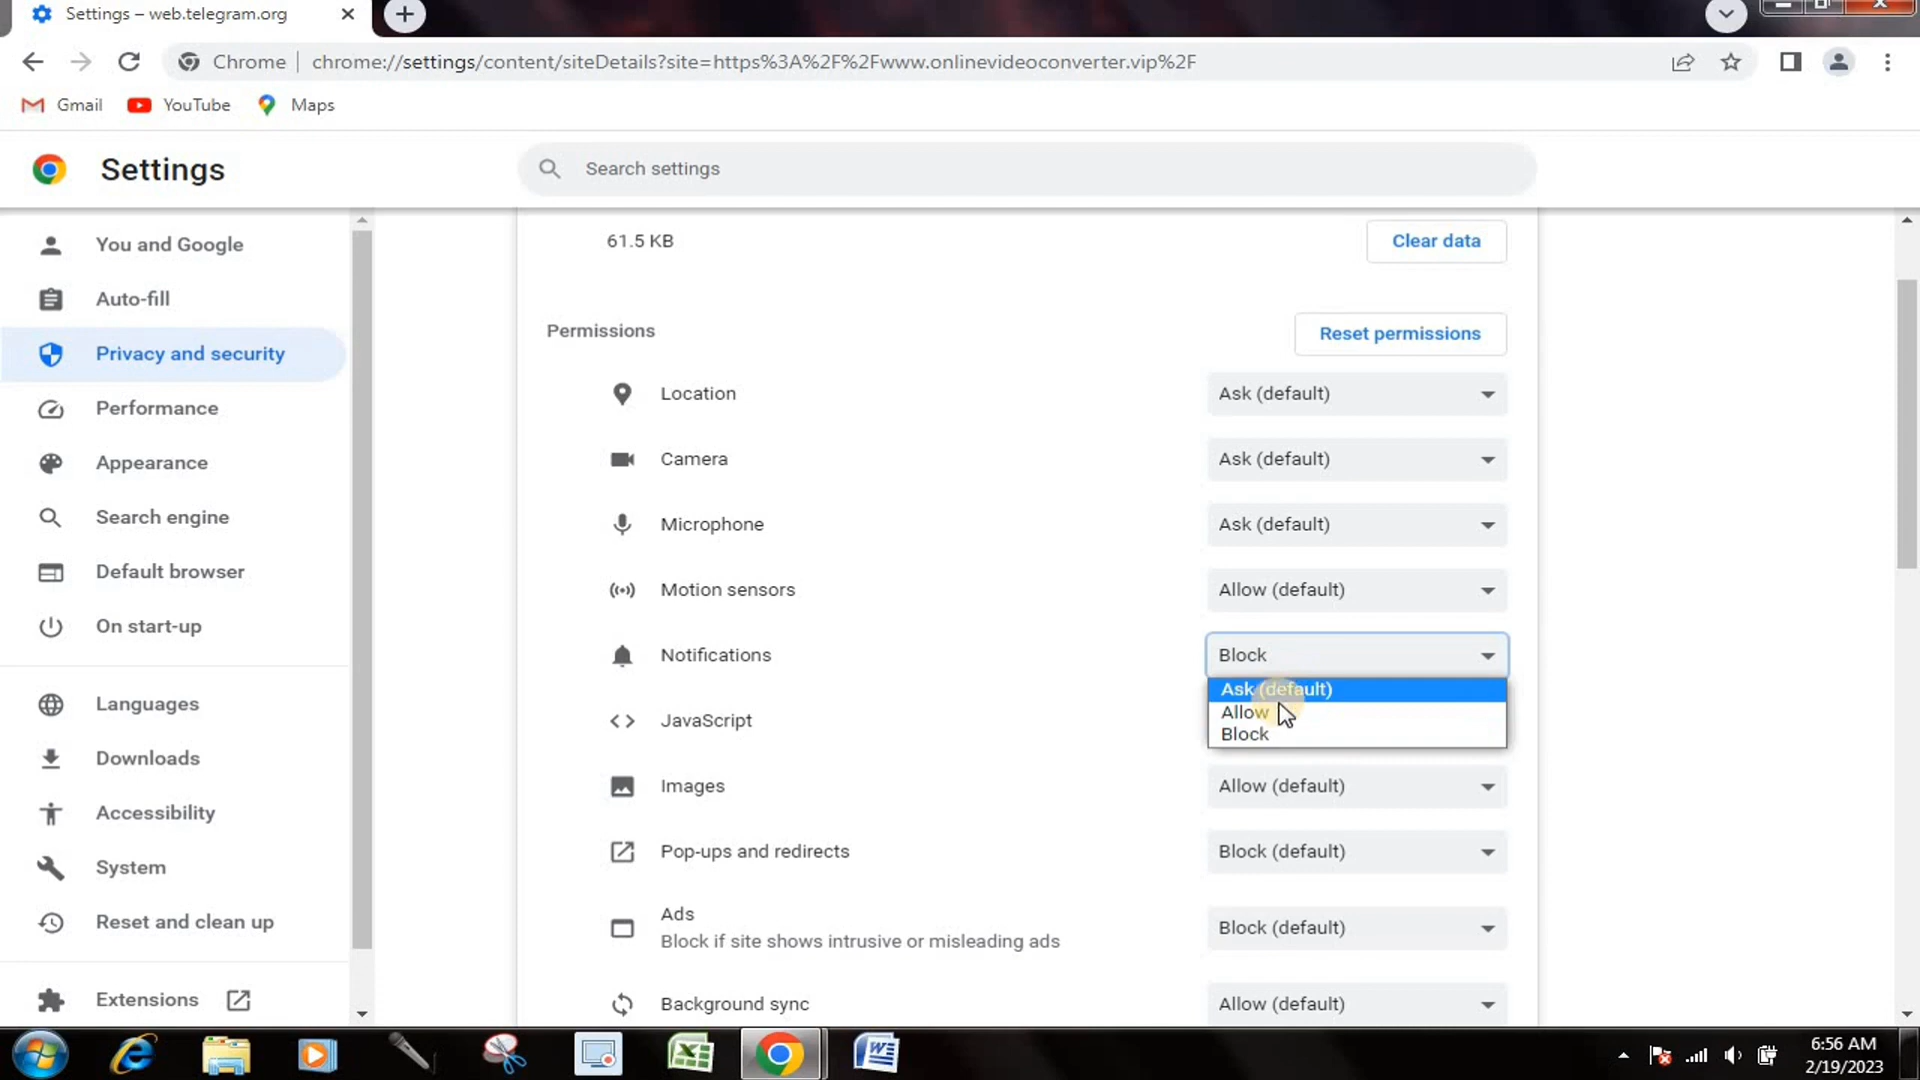 Settings – web.telegram.org
Chrome
chrome://settings/content/siteDetails?site=https%3A%2F%2Fwww.onlinevideoconverter.vip%2F
Gmail YouTube Maps
Settings
Search settings
You and Google
Auto-fill
Privacy and security
Performance
Appearance
Search engine
Default browser
On start-up
Languages
Downloads
Accessibility
System
Reset and clean up
Extensions
61.5 KB Clear data
Permissions Reset permissions
Location Ask (default)
Camera Ask (default)
Microphone Ask (default)
Motion sensors Allow (default)
Notifications Block
Ask (default)
Allow
Block
JavaScript
Images Allow (default)
Pop-ups and redirects Block (default)
Ads
Block if site shows intrusive or misleading ads
Block (default)
Background sync Allow (default)
6:56 AM
2/19/2023